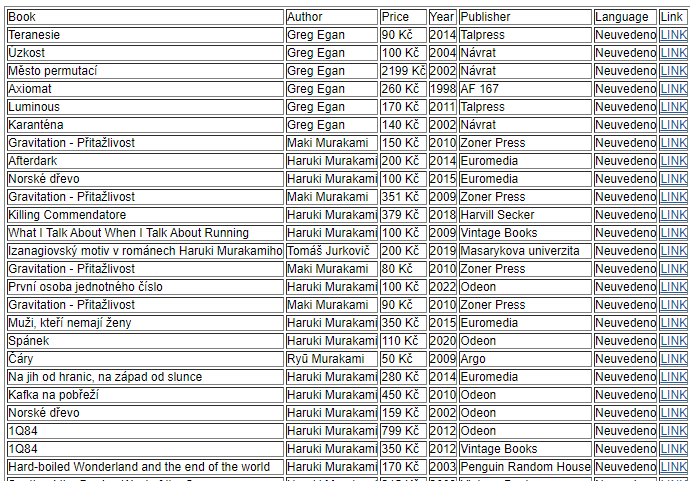 Book Author Price Year Publisher Language Link
Teranesie Greg Egan 90 Kč 2014 Talpress Neuvedeno LINK
Úzkost Greg Egan 100 Kč 2004 Návrat Neuvedeno LINK
Město permutací Greg Egan 2199 Kč 2002 Návrat Neuvedeno LINK
Axiomat Greg Egan 260 Kč 1998 AF 167 Neuvedeno LINK
Luminous Greg Egan 170 Kč 2011 Talpress Neuvedeno LINK
Karanténa Greg Egan 140 Kč 2002 Návrat Neuvedeno LINK
Gravitation - Přitažlivost Maki Murakami 150 Kč 2010 Zoner Press Neuvedeno LINK
Afterdark Haruki Murakami 200 Kč 2014 Euromedia Neuvedeno LINK
Norské dřevo Haruki Murakami 100 Kč 2015 Euromedia Neuvedeno LINK
Gravitation - Přitažlivost Maki Murakami 351 Kč 2009 Zoner Press Neuvedeno LINK
Killing Commendatore Haruki Murakami 379 Kč 2018 Harvill Secker Neuvedeno LINK
What I Talk About When I Talk About Running Haruki Murakami 100 Kč 2009 Vintage Books Neuvedeno LINK
Izanagiovský motiv v románech Haruki Murakamiho Tomáš Jurkovič 200 Kč 2019 Masarykova univerzita Neuvedeno LINK
Gravitation - Přitažlivost Maki Murakami 80 Kč 2010 Zoner Press Neuvedeno LINK
První osoba jednotného číslo Haruki Murakami 100 Kč 2022 Odeon Neuvedeno LINK
Gravitation - Přitažlivost Maki Murakami 90 Kč 2010 Zoner Press Neuvedeno LINK
Muži, kteří nemají ženy Haruki Murakami 350 Kč 2015 Euromedia Neuvedeno LINK
Spánek Haruki Murakami 110 Kč 2020 Odeon Neuvedeno LINK
Čáry Ryū Murakami 50 Kč 2009 Argo Neuvedeno LINK
Na jih od hranic, na západ od slunce Haruki Murakami 280 Kč 2014 Euromedia Neuvedeno LINK
Kafka na pobřeží Haruki Murakami 450 Kč 2010 Odeon Neuvedeno LINK
Norské dřevo Haruki Murakami 159 Kč 2002 Odeon Neuvedeno LINK
1Q84 Haruki Murakami 799 Kč 2012 Odeon Neuvedeno LINK
1Q84 Haruki Murakami 350 Kč 2012 Vintage Books Neuvedeno LINK
Hard-boiled Wonderland and the end of the world Haruki Murakami 170 Kč 2003 Penguin Random House Neuvedeno LINK